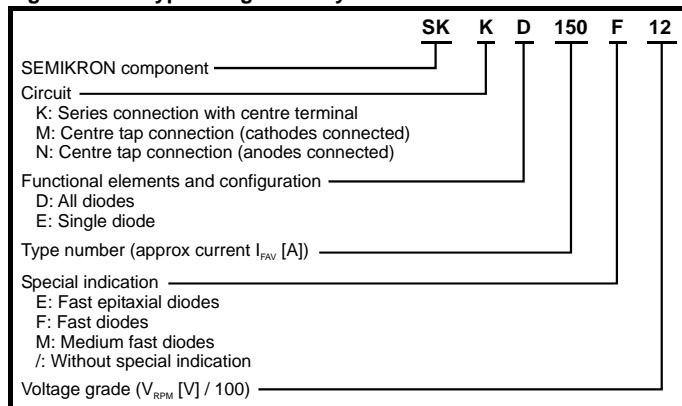 SK K D 150 F 12
SEMIKRON component
Circuit
K: Series connection with centre terminal
M: Centre tap connection (cathodes connected)
N: Centre tap connection (anodes connected)
Functional elements and configuration
D: All diodes
E: Single diode
Type number (approx current I_FAV [A])
Special indication
E: Fast epitaxial diodes
F: Fast diodes
M: Medium fast diodes
/: Without special indication
Voltage grade (V_RPM [V] / 100)